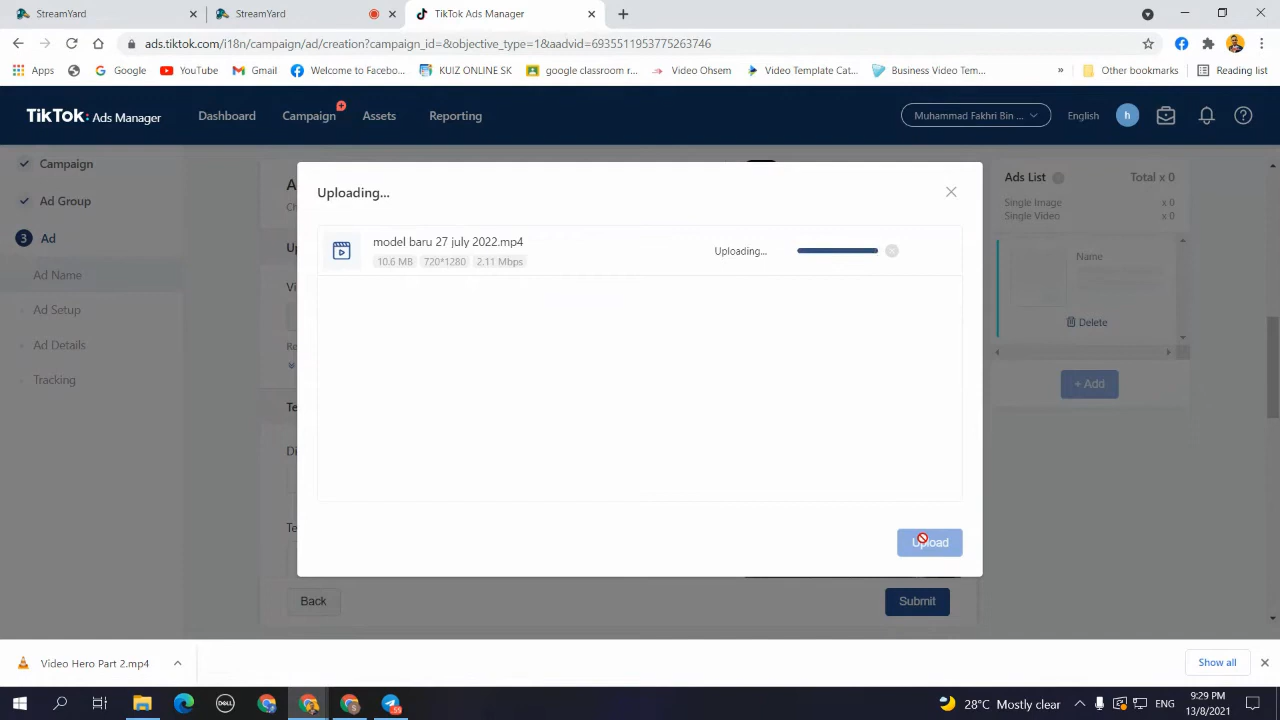 StreamYard
StreamYard
TikTok Ads Manager
ads.tiktok.com/i18n/campaign/ad/creation?campaign_id=&objective_type=1&aadvid=6935511953775263746
Apps
Google
YouTube
Gmail
Welcome to Facebo...
KUIZ ONLINE SK
google classroom r...
Video Ohsem
Video Template Cat...
Business Video Tem...
»
Other bookmarks
Reading list
TikTok: Ads Manager
Dashboard
Campaign
Assets
Reporting
Muhammad Fakhri Bin ...
English
h
Campaign
Ad Group
3 Ad
Ad Name
Ad Setup
Ad Details
Tracking
Uploading...
model baru 27 july 2022.mp4
10.6 MB 720*1280 2.11 Mbps
Uploading...
Upload
Back
Submit
Ads List
Total x 0
Single Image x 0
Single Video x 0
Name
Delete
+ Add
Video Hero Part 2.mp4
Show all
28°C Mostly clear
ENG
9:29 PM
13/8/2021